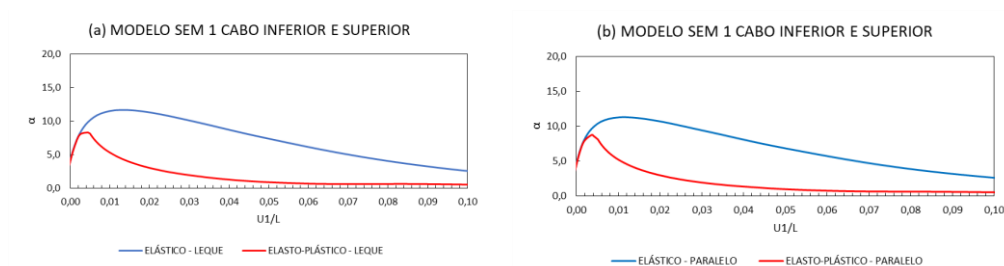 (a) MODELO SEM 1 CABO INFERIOR E SUPERIOR
20,0
15,0
10,0
5,0
0,0
α
0,00 0,01 0,02 0,03 0,04 0,05 0,06 0,07 0,08 0,09 0,10
U1/L
ELÁSTICO - LEQUE ELASTO-PLÁSTICO - LEQUE
(b) MODELO SEM 1 CABO INFERIOR E SUPERIOR
20,0
15,0
10,0
5,0
0,0
α
0,00 0,01 0,02 0,03 0,04 0,05 0,06 0,07 0,08 0,09 0,10
U1/L
ELÁSTICO - PARALELO ELASTO-PLÁSTICO - PARALELO